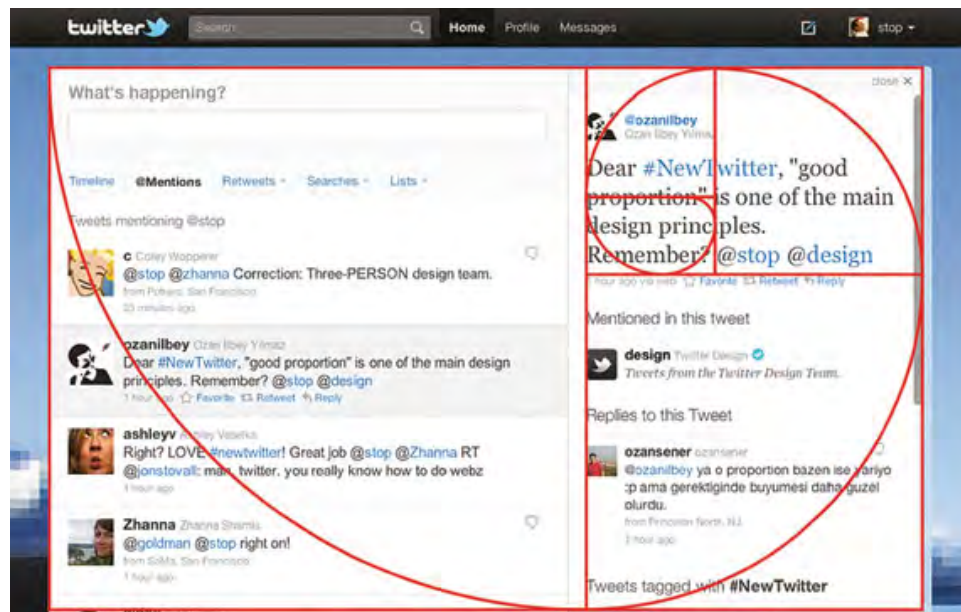 twitter
Search
Home Profile Messages
stop
What's happening?
Timeline @Mentions Retweets Searches Lists
Tweets mentioning @stop
c Coley Wopperer
@stop @zhanna Correction: Three-PERSON design team.
from Potrero, San Francisco
23 minutes ago
ozanilbey Ozan Ilbey Yilmaz
Dear #NewTwitter, "good proportion" is one of the main design
principles. Remember? @stop @design
1 hour ago Favorite Retweet Reply
ashleyv Ashley
Right? LOVE #newtwitter! Great job @stop @Zhanna RT
@jonstovall: man, twitter. you really know how to do webz
1 hour ago
Zhanna Zhanna Shamis
@goldman @stop right on!
from SoMa, San Francisco
1 hour ago
close ×
@ozanilbey
Ozan Ilbey Yilmaz
Dear #NewTwitter, "good
proportion" is one of the main
design principles.
Remember? @stop @design
1 hour ago via web Favorite Retweet Reply
Mentioned in this tweet
design Twitter Design
Tweets from the Twitter Design Team.
Replies to this Tweet
ozansener ozansener
@ozanilbey ya o proportion bazen ise yariyo
:p ama gerektiginde buyumesi daha guzel
olurdu.
from Princeton North, NJ
1 hour ago
Tweets tagged with #NewTwitter